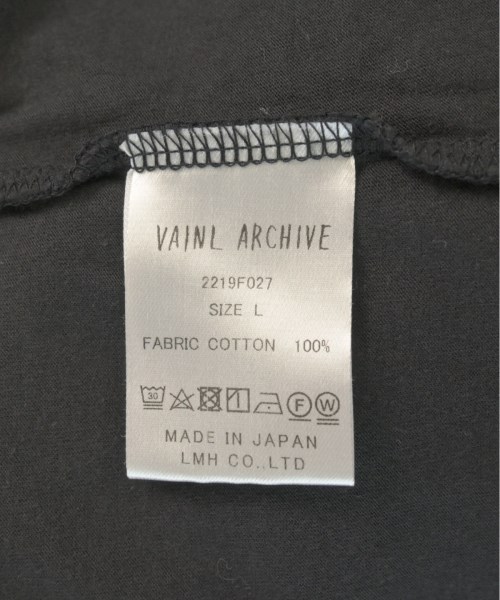 VAINL ARCHIVE
2219F027
SIZE L
FABRIC COTTON 100%
30 F W
MADE IN JAPAN
LMH CO.,LTD